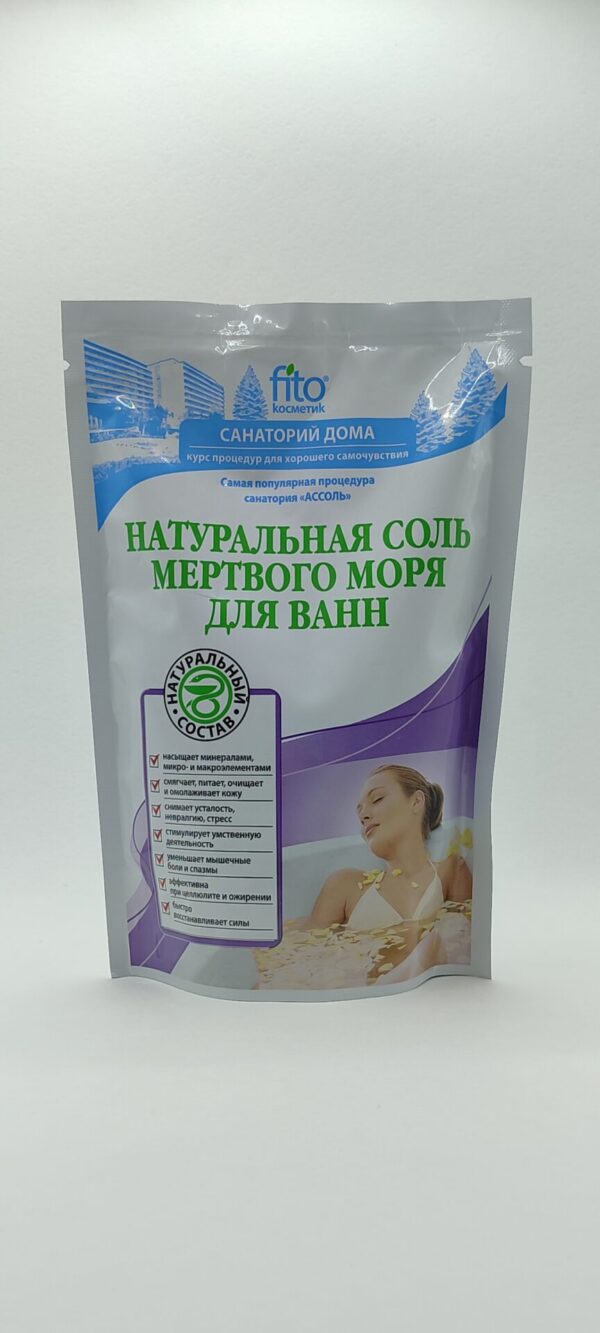 fito®
косметик
САНАТОРИЙ ДОМА
курс процедур для хорошего самочувствия
Самая популярная процедура
санатория «АССОЛЬ»
НАТУРАЛЬНАЯ СОЛЬ
МЕРТВОГО МОРЯ
ДЛЯ ВАНН
НАТУРАЛЬНЫЙ
СОСТАВ
насыщает минералами,
микро- и макроэлементами
смягчает, питает, очищает
и омолаживает кожу
снимает усталость,
невралгию, стресс
стимулирует умственную
деятельность
уменьшает мышечные
боли и спазмы
эффективна
при целлюлите и ожирении
быстро
восстанавливает силы